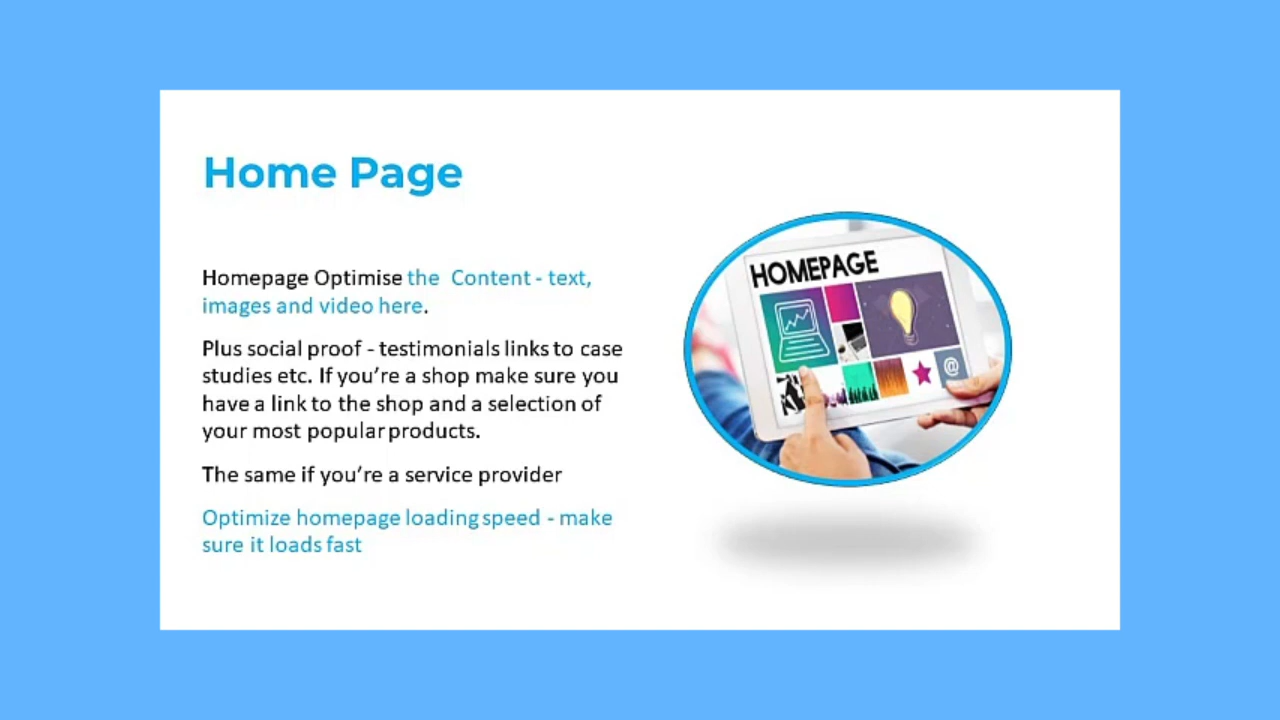 Home Page
Homepage Optimise the Content - text,
images and video here.
Plus social proof - testimonials links to case
studies etc. If you're a shop make sure you
have a link to the shop and a selection of
your most popular products.
The same if you're a service provider
Optimize homepage loading speed - make
sure it loads fast
HOMEPAGE
@